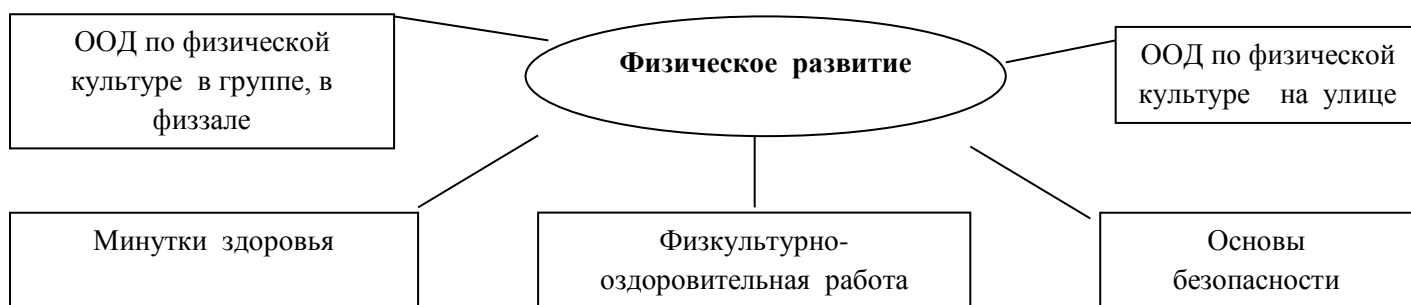 ООД по физической
культуре в группе, в
физзале
Физическое развитие
ООД по физической
культуре на улице
Минутки здоровья
Физкультурно-
оздоровительная работа
Основы
безопасности